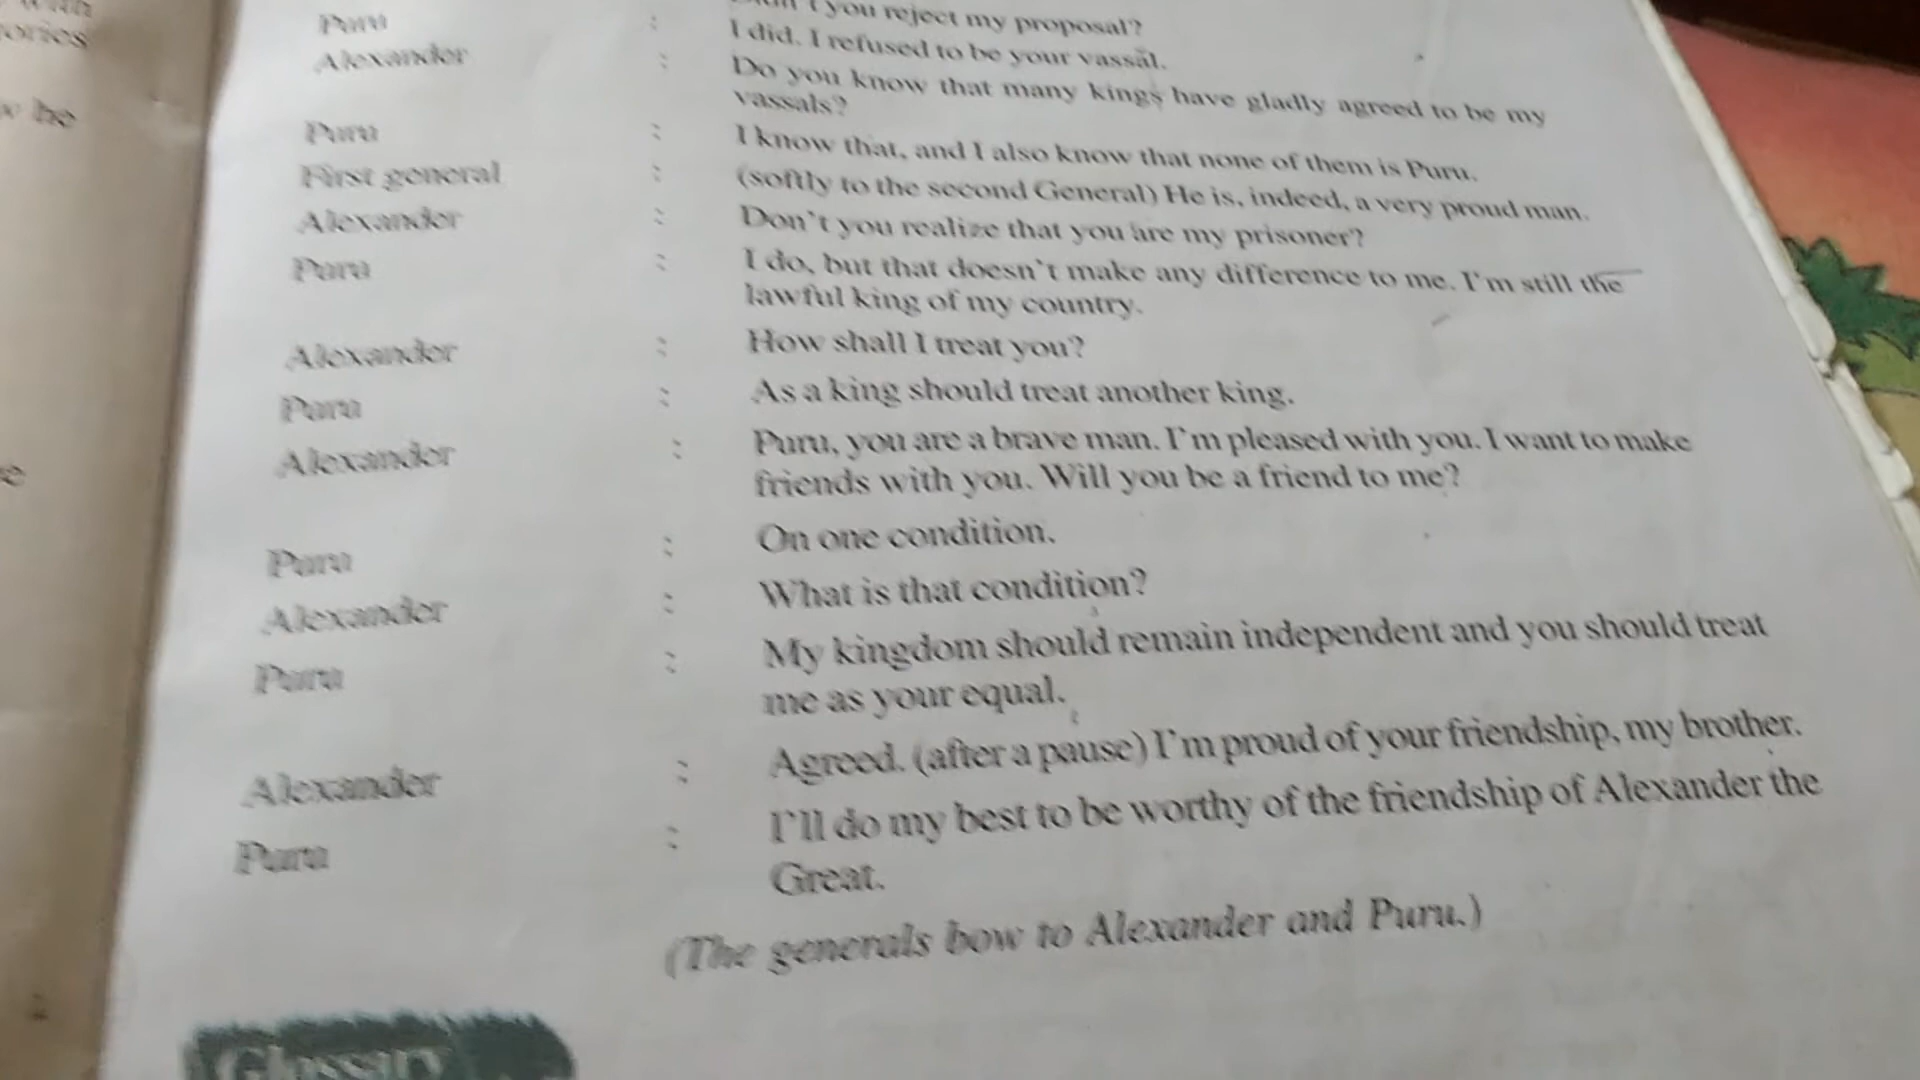 you reject my proposal?
Puru : I did. I refused to be your vassal.
Alexander : Do you know that many kings have gladly agreed to be my
vassals?
Puru : I know that, and I also know that none of them is Puru.
First general : (softly to the second General) He is, indeed, a very proud man.
Alexander : Don't you realize that you are my prisoner?
Puru : I do, but that doesn't make any difference to me. I'm still the
lawful king of my country.
Alexander : How shall I treat you?
Puru : As a king should treat another king.
Alexander : Puru, you are a brave man. I'm pleased with you. I want to make
friends with you. Will you be a friend to me?
Puru : On one condition.
Alexander : What is that condition?
Puru : My kingdom should remain independent and you should treat
me as your equal.
Alexander : Agreed. (after a pause) I'm proud of your friendship, my brother.
Puru : I'll do my best to be worthy of the friendship of Alexander the
Great.
(The generals bow to Alexander and Puru.)
Glossary